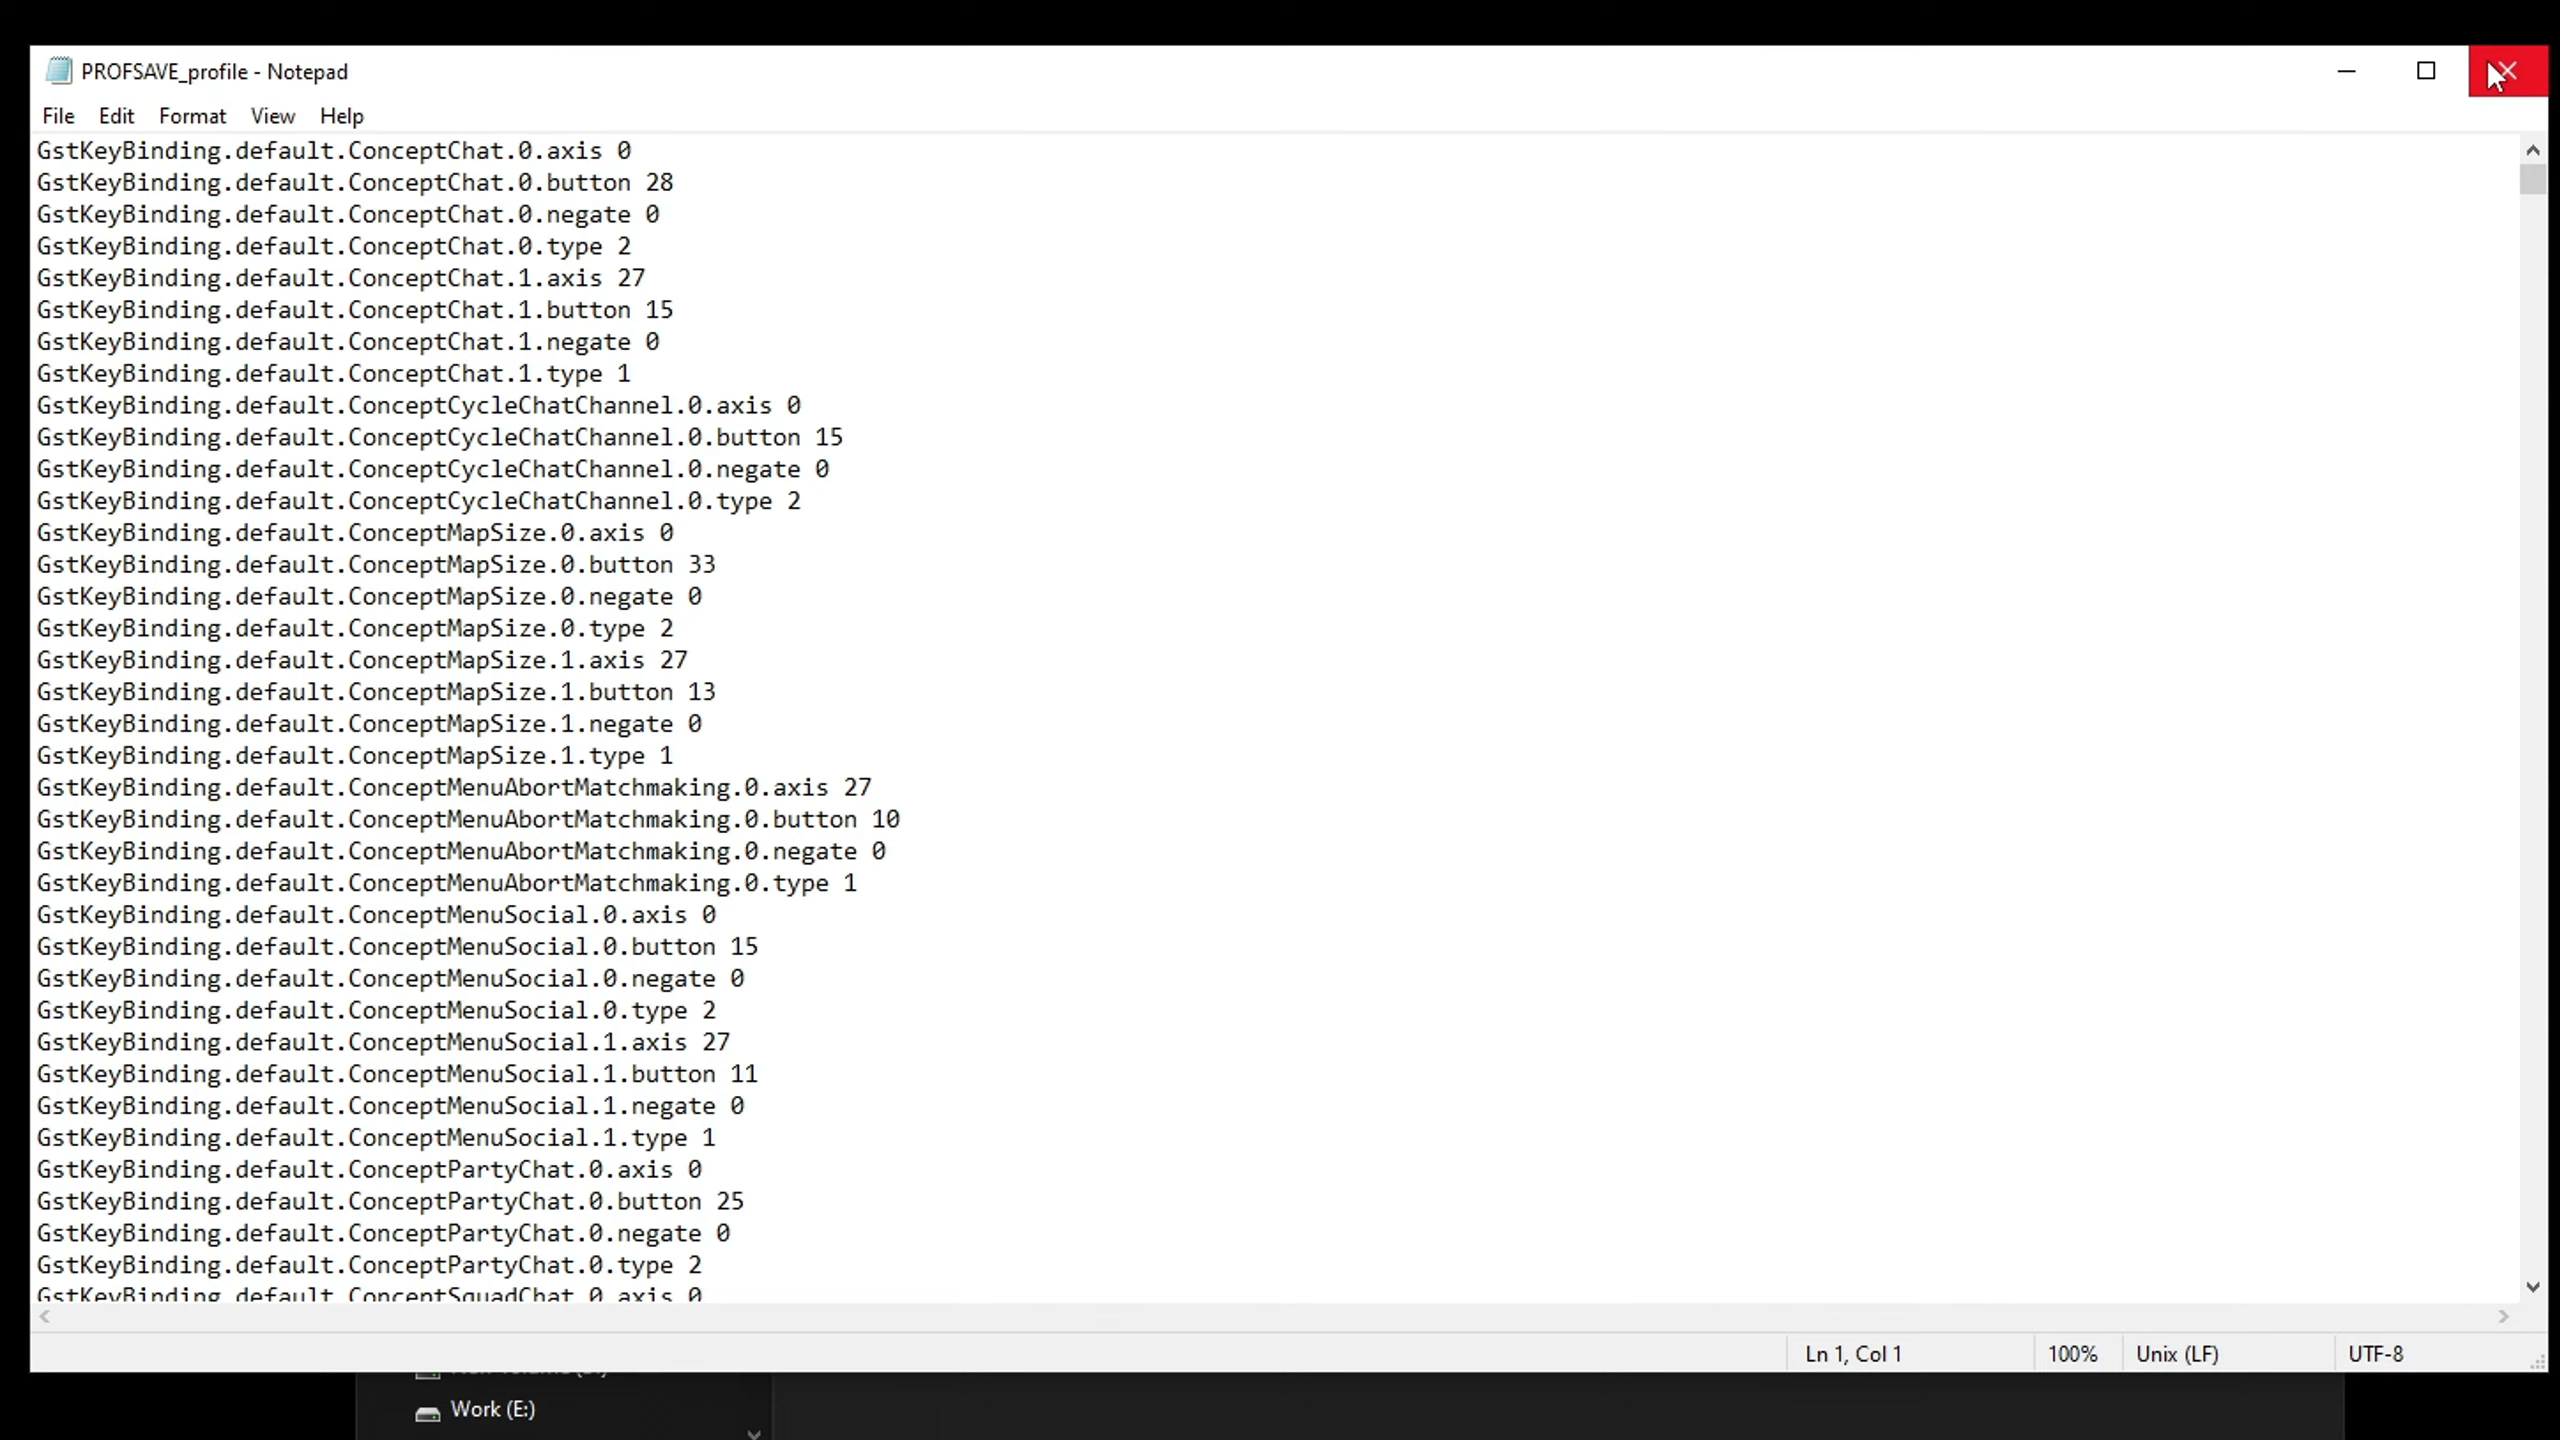 PROFSAVE_profile - Notepad
File Edit Format View Help
GstKeyBinding.default.ConceptChat.0.axis 0
GstKeyBinding.default.ConceptChat.0.button 28
GstKeyBinding.default.ConceptChat.0.negate 0
GstKeyBinding.default.ConceptChat.0.type 2
GstKeyBinding.default.ConceptChat.1.axis 27
GstKeyBinding.default.ConceptChat.1.button 15
GstKeyBinding.default.ConceptChat.1.negate 0
GstKeyBinding.default.ConceptChat.1.type 1
GstKeyBinding.default.ConceptCycleChatChannel.0.axis 0
GstKeyBinding.default.ConceptCycleChatChannel.0.button 15
GstKeyBinding.default.ConceptCycleChatChannel.0.negate 0
GstKeyBinding.default.ConceptCycleChatChannel.0.type 2
GstKeyBinding.default.ConceptMapSize.0.axis 0
GstKeyBinding.default.ConceptMapSize.0.button 33
GstKeyBinding.default.ConceptMapSize.0.negate 0
GstKeyBinding.default.ConceptMapSize.0.type 2
GstKeyBinding.default.ConceptMapSize.1.axis 27
GstKeyBinding.default.ConceptMapSize.1.button 13
GstKeyBinding.default.ConceptMapSize.1.negate 0
GstKeyBinding.default.ConceptMapSize.1.type 1
GstKeyBinding.default.ConceptMenuAbortMatchmaking.0.axis 27
GstKeyBinding.default.ConceptMenuAbortMatchmaking.0.button 10
GstKeyBinding.default.ConceptMenuAbortMatchmaking.0.negate 0
GstKeyBinding.default.ConceptMenuAbortMatchmaking.0.type 1
GstKeyBinding.default.ConceptMenuSocial.0.axis 0
GstKeyBinding.default.ConceptMenuSocial.0.button 15
GstKeyBinding.default.ConceptMenuSocial.0.negate 0
GstKeyBinding.default.ConceptMenuSocial.0.type 2
GstKeyBinding.default.ConceptMenuSocial.1.axis 27
GstKeyBinding.default.ConceptMenuSocial.1.button 11
GstKeyBinding.default.ConceptMenuSocial.1.negate 0
GstKeyBinding.default.ConceptMenuSocial.1.type 1
GstKeyBinding.default.ConceptPartyChat.0.axis 0
GstKeyBinding.default.ConceptPartyChat.0.button 25
GstKeyBinding.default.ConceptPartyChat.0.negate 0
GstKeyBinding.default.ConceptPartyChat.0.type 2
GstKeyBinding.default.ConceptSquadChat.0.axis 0
Ln 1, Col 1 100% Unix (LF) UTF-8
Work (E:)